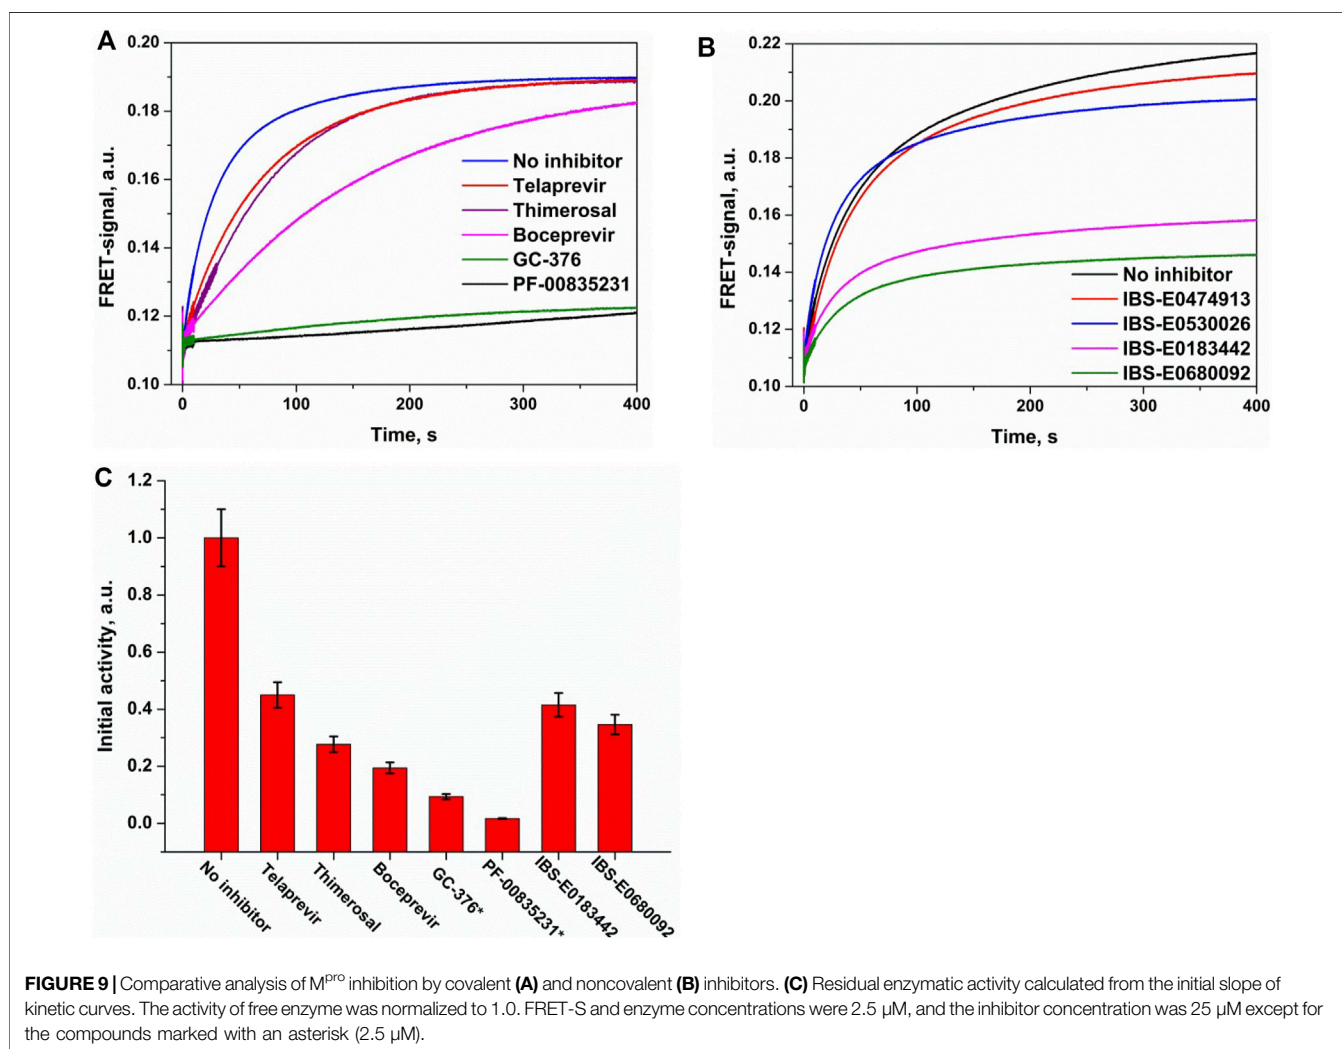 A
0.20
0.18
0.16
0.14
0.12
0.10
FRET-signal, a.u.
No inhibitor
Telaprevir
Thimerosal
Boceprevir
GC-376
PF-00835231
0 100 200 300 400
Time, s
B
0.22
0.20
0.18
0.16
0.14
0.12
0.10
FRET-signal, a.u.
No inhibitor
IBS-E0474913
IBS-E0530026
IBS-E0183442
IBS-E0680092
0 100 200 300 400
Time, s
C
1.2
1.0
0.8
0.6
0.4
0.2
0.0
Initial activity, a.u.
No inhibitor
Telaprevir
Thimerosal
Boceprevir
GC-376*
PF-00835231*
IBS-E0183442
IBS-E0680092
FIGURE 9 | Comparative analysis of Mpro inhibition by covalent (A) and noncovalent (B) inhibitors. (C) Residual enzymatic activity calculated from the initial slope of
kinetic curves. The activity of free enzyme was normalized to 1.0. FRET-S and enzyme concentrations were 2.5 μM, and the inhibitor concentration was 25 μM except for
the compounds marked with an asterisk (2.5 μM).